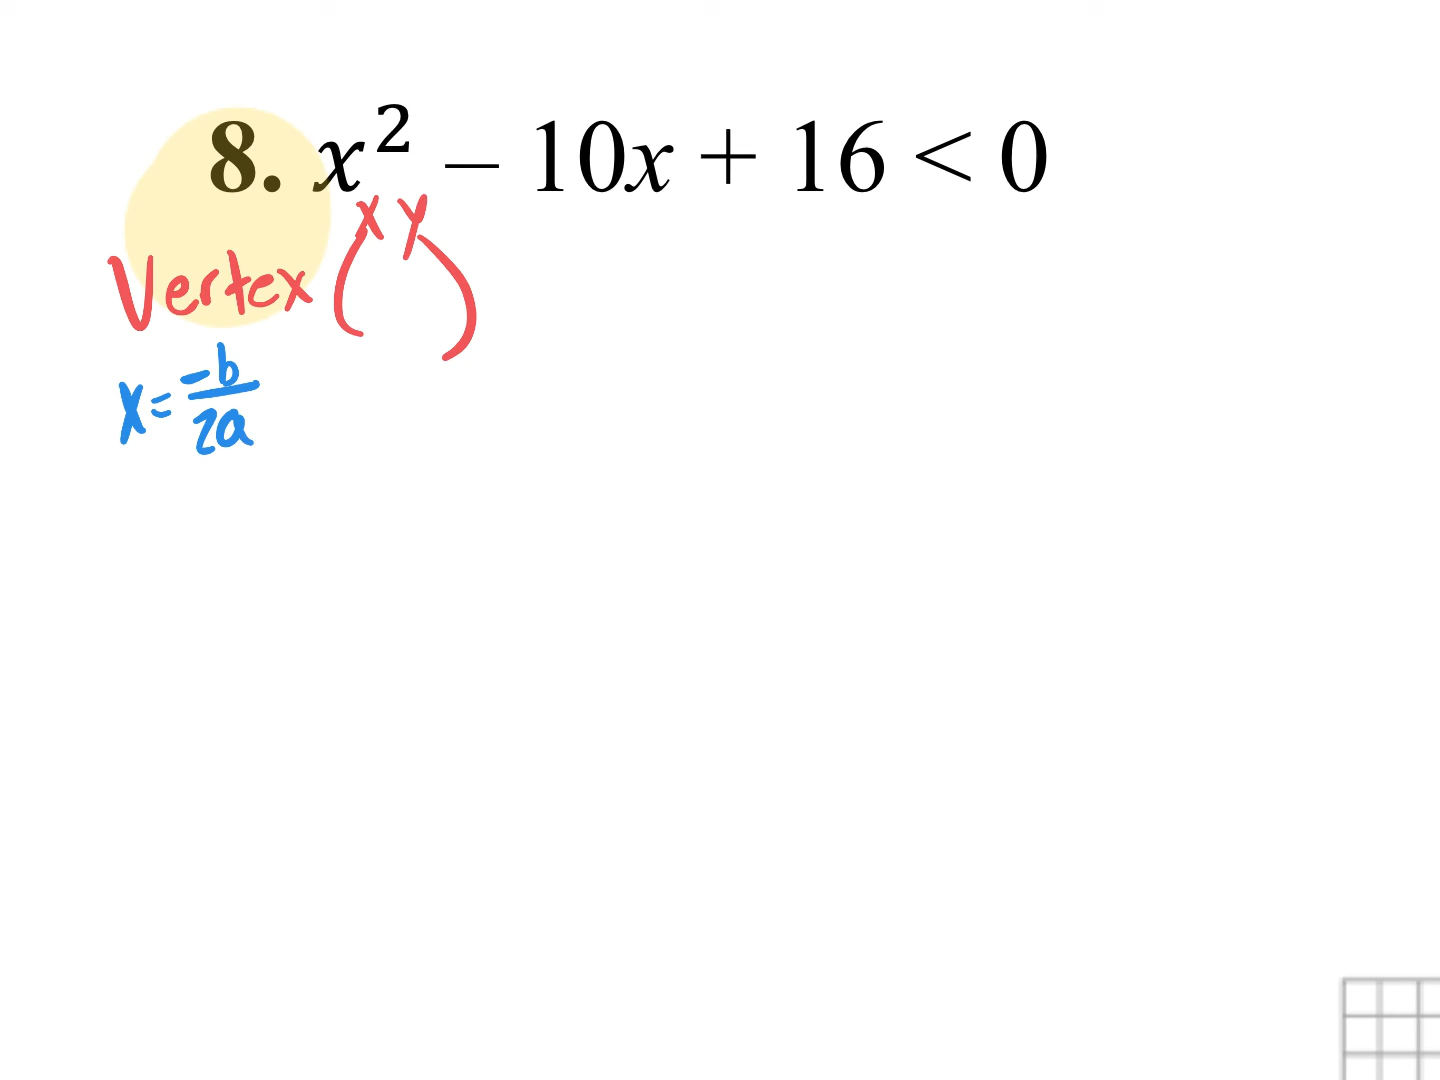 8. x² – 10x + 16 < 0
x y
Vertex ( )
x = -b/2a